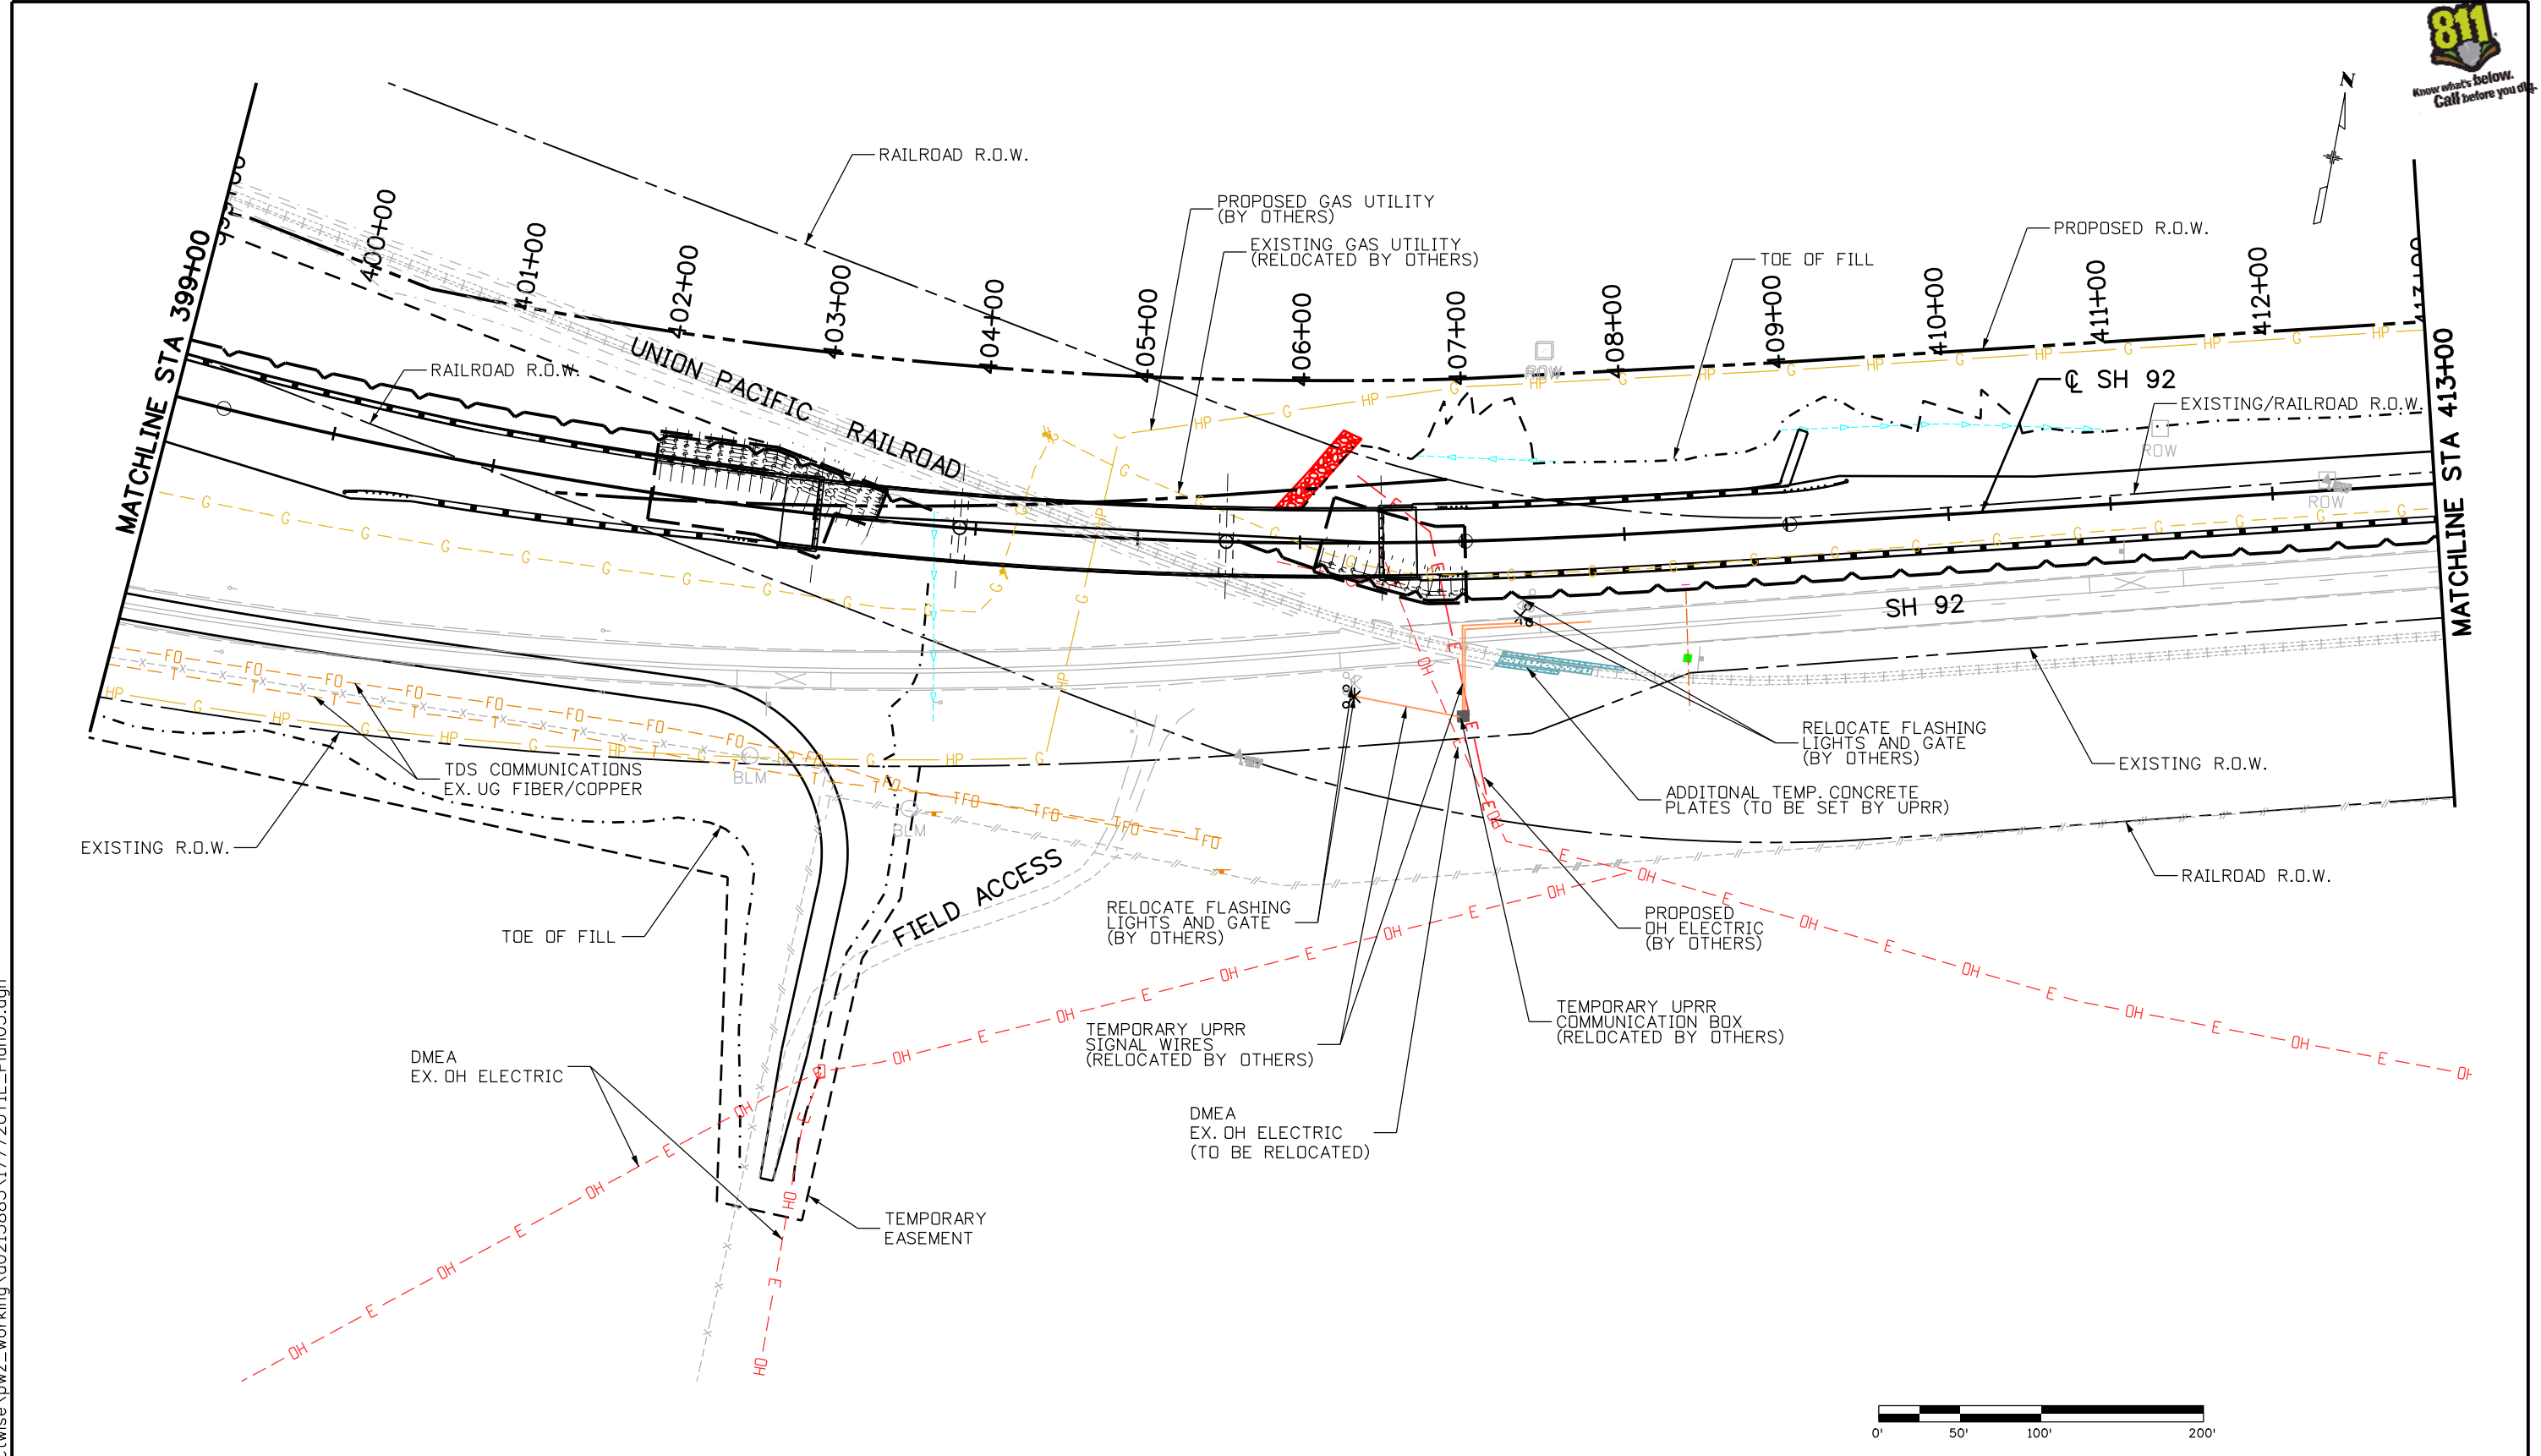 811
Know what's below.
Call before you dig.
N
RAILROAD R.O.W.
PROPOSED GAS UTILITY
(BY OTHERS)
EXISTING GAS UTILITY
(RELOCATED BY OTHERS)
TOE OF FILL
PROPOSED R.O.W.
400+00
401+00
402+00
403+00
404+00
405+00
406+00
407+00
408+00
409+00
410+00
411+00
412+00
MATCHLINE STA 399+00
MATCHLINE STA 413+00
RAILROAD R.O.W.
UNION PACIFIC RAILROAD
℄ SH 92
EXISTING/RAILROAD R.O.W.
ROW
ROW
ROW
SH 92
TDS COMMUNICATIONS
EX. UG FIBER/COPPER
BLM
BLM
EXISTING R.O.W.
TOE OF FILL
FIELD ACCESS
RELOCATE FLASHING
LIGHTS AND GATE
(BY OTHERS)
EXISTING R.O.W.
ADDITONAL TEMP. CONCRETE
PLATES (TO BE SET BY UPRR)
RAILROAD R.O.W.
RELOCATE FLASHING
LIGHTS AND GATE
(BY OTHERS)
PROPOSED
OH ELECTRIC
(BY OTHERS)
TEMPORARY UPRR
COMMUNICATION BOX
(RELOCATED BY OTHERS)
TEMPORARY UPRR
SIGNAL WIRES
(RELOCATED BY OTHERS)
DMEA
EX. OH ELECTRIC
DMEA
EX. OH ELECTRIC
(TO BE RELOCATED)
TEMPORARY
EASEMENT
0' 50' 100' 200'